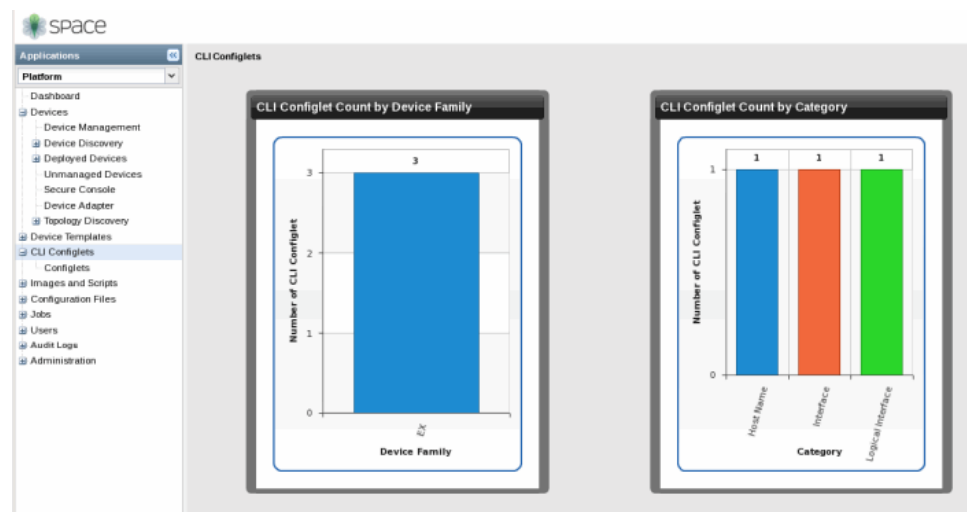 space
Applications
Platform
Dashboard
Devices
Device Management
Device Discovery
Deployed Devices
Unmanaged Devices
Secure Console
Device Adapter
Topology Discovery
Device Templates
CLI Configlets
Configlets
Images and Scripts
Configuration Files
Jobs
Users
Audit Logs
Administration
CLI Configlets
CLI Configlet Count by Device Family
3
3
2
1
0
Number of CLI Configlet
EX
Device Family
CLI Configlet Count by Category
1 1 1
1
0
Number of CLI Configlet
Host Name
Interface
Logical Interface
Category